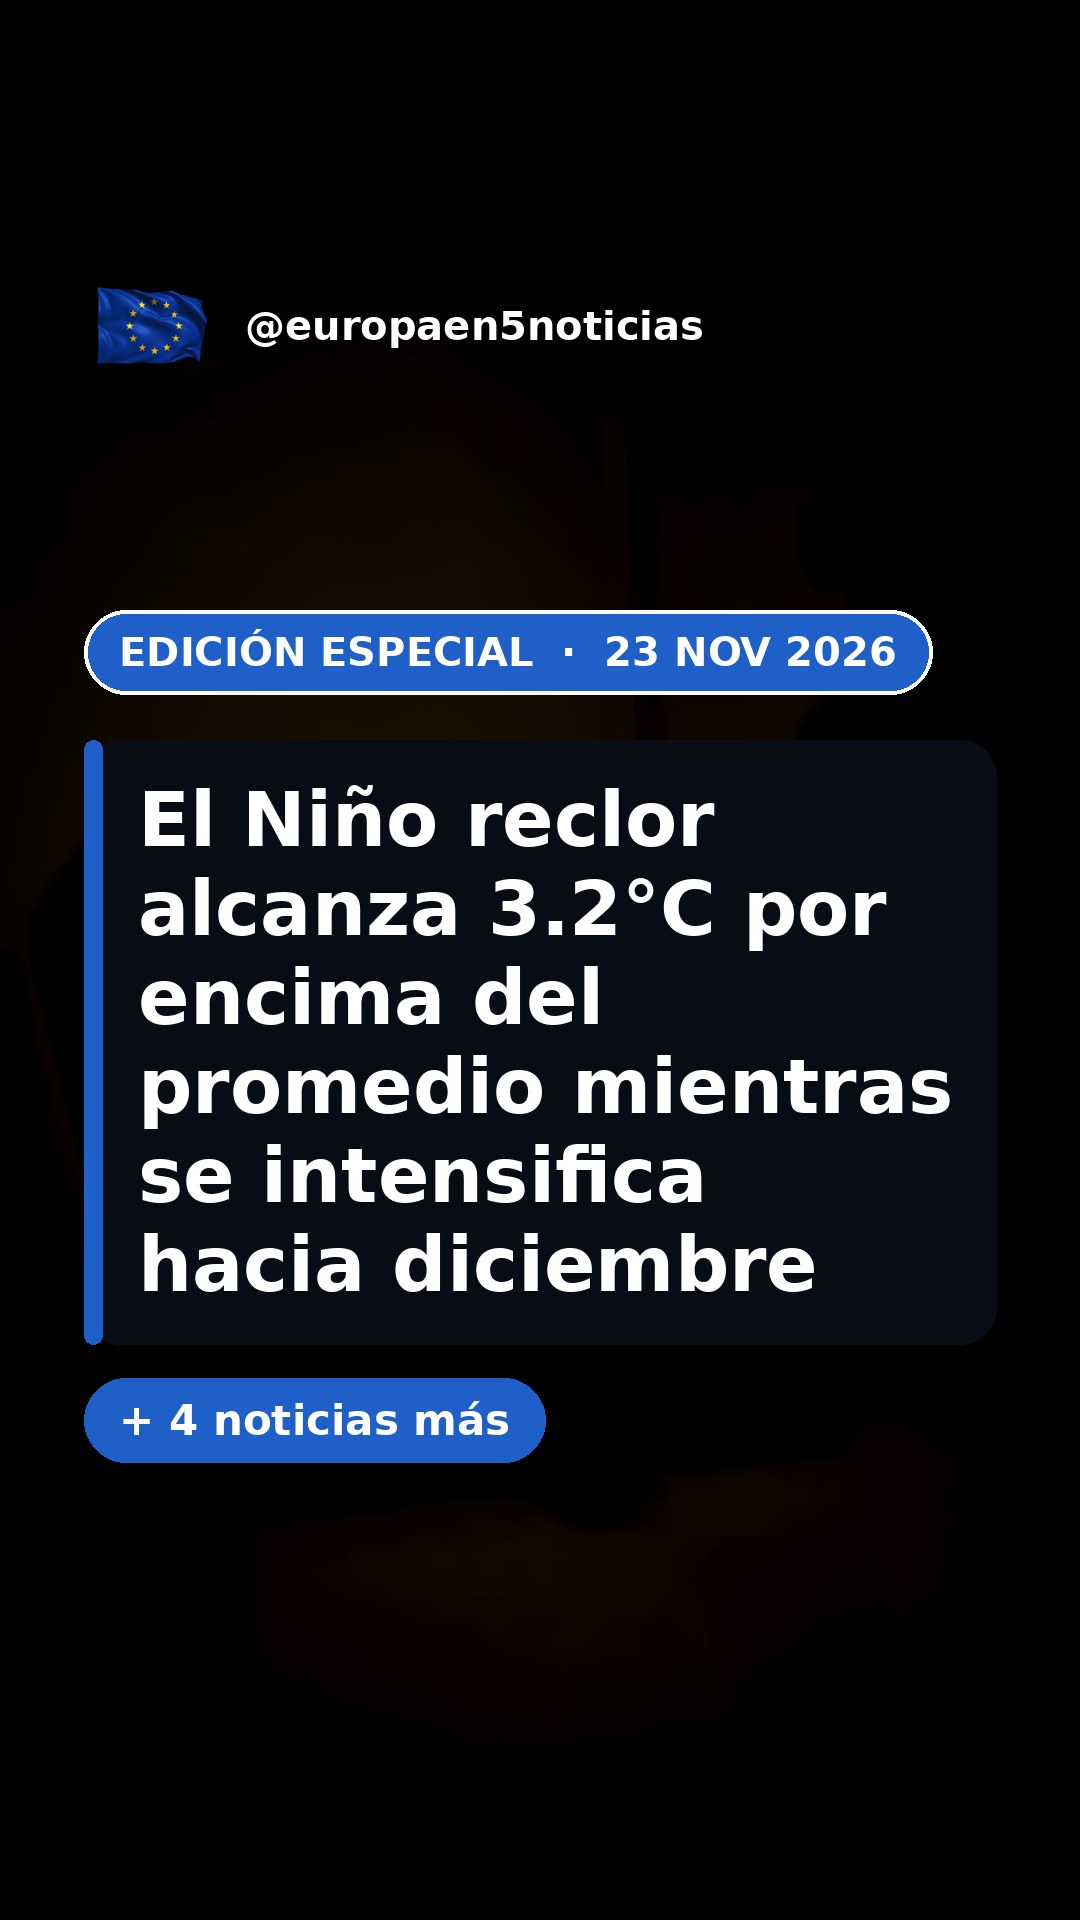 @europaen5noticias
EDICIÓN ESPECIAL · 23 NOV 2026
El Niño reclor
alcanza 3.2°C por
encima del
promedio mientras
se intensifica
hacia diciembre
+ 4 noticias más